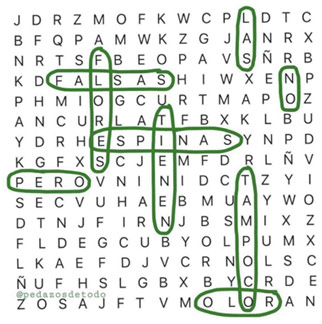 J D R Z M O F K W C P L D T C
B F Q P A M W K Z G J A N R X
N R T S F B E O P A V S Ñ R B
K D F A L S A S H I W X E N P
P H M I O G C U R T M A P O Z
A N C U R L A T F B X K L B U
Y D R H E S P I N A S Y N P D
K G F X S C J E M F D R L Ñ V
P E R O V N I N I D C T Z Y I
S E C V U H A E B M U A Y W O
D T N J F I R N J B S M I X Z
F L D E G C U B Y O L P U M X
L K A E F D J V C R N O L S C
Ñ U F H S L G B X B Y C R D E
@pedazosdetodo
Z O S A J F T V M O L O R A N